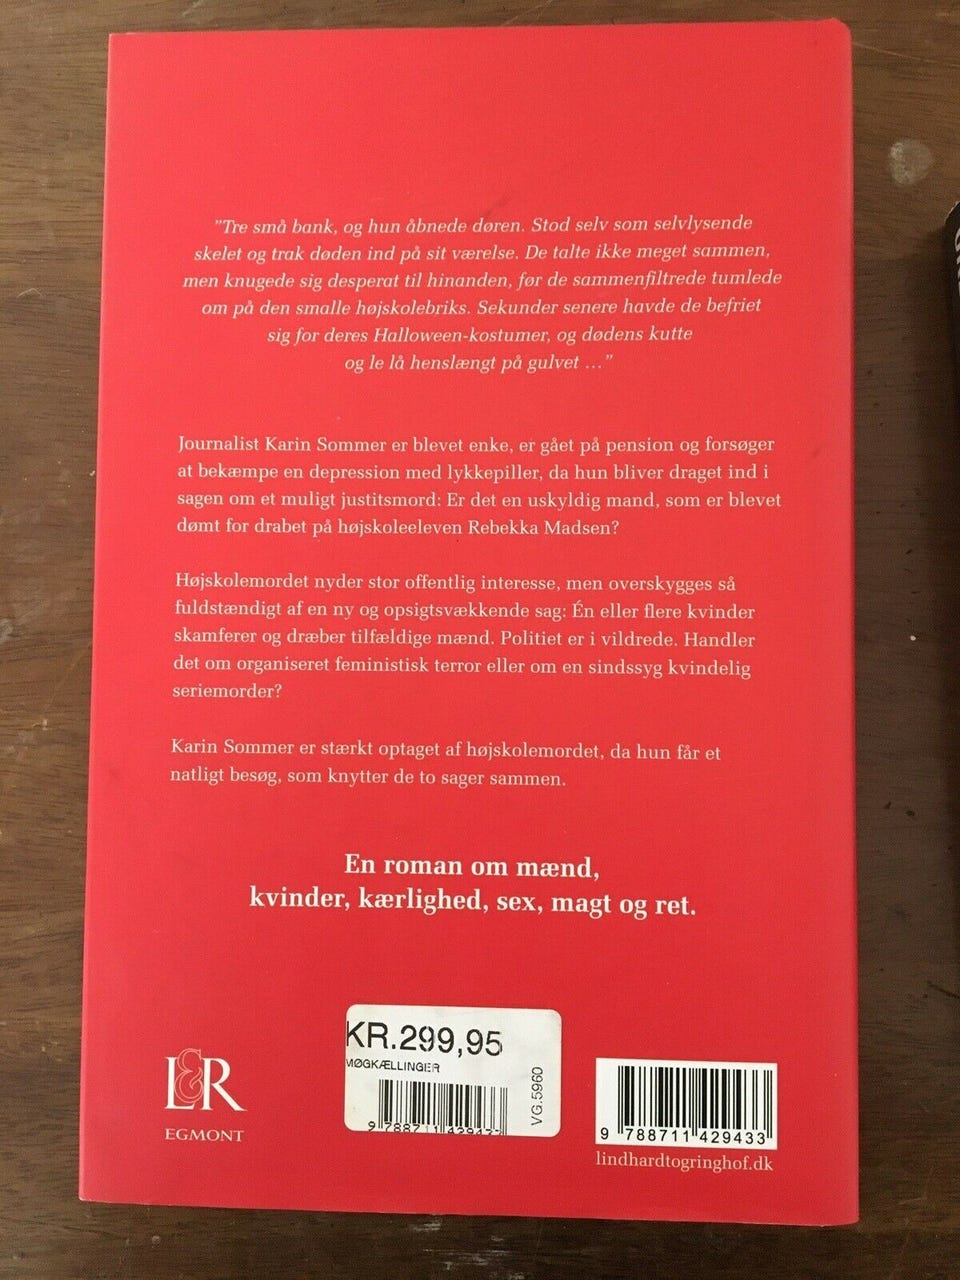 "Tre små bank, og hun åbnede døren. Stod selv som selvlysende
skelet og trak døden ind på sit værelse. De talte ikke meget sammen,
men knugede sig desperat til hinanden, før de sammenfiltrede tumlede
om på den smalle højskolebriks. Sekunder senere havde de befriet
sig for deres Halloween-kostumer, og dødens kutte
og le lå henslængt på gulvet ..."
Journalist Karin Sommer er blevet enke, er gået på pension og forsøger
at bekæmpe en depression med lykkepiller, da hun bliver draget ind i
sagen om et muligt justitsmord: Er det en uskyldig mand, som er blevet
dømt for drabet på højskoleeleven Rebekka Madsen?
Højskolemordet nyder stor offentlig interesse, men overskygges så
fuldstændigt af en ny og opsigtsvækkende sag: Én eller flere kvinder
skamferer og dræber tilfældige mænd. Politiet er i vildrede. Handler
det om organiseret feministisk terror eller om en sindssyg kvindelig
seriemorder?
Karin Sommer er stærkt optaget af højskolemordet, da hun får et
natligt besøg, som knytter de to sager sammen.
En roman om mænd,
kvinder, kærlighed, sex, magt og ret.
KR.299,95
MØGKÆLLINGER
VG.5960
9 788711 429433
L&R
EGMONT
9 788711 429433
lindhardtogringhof.dk